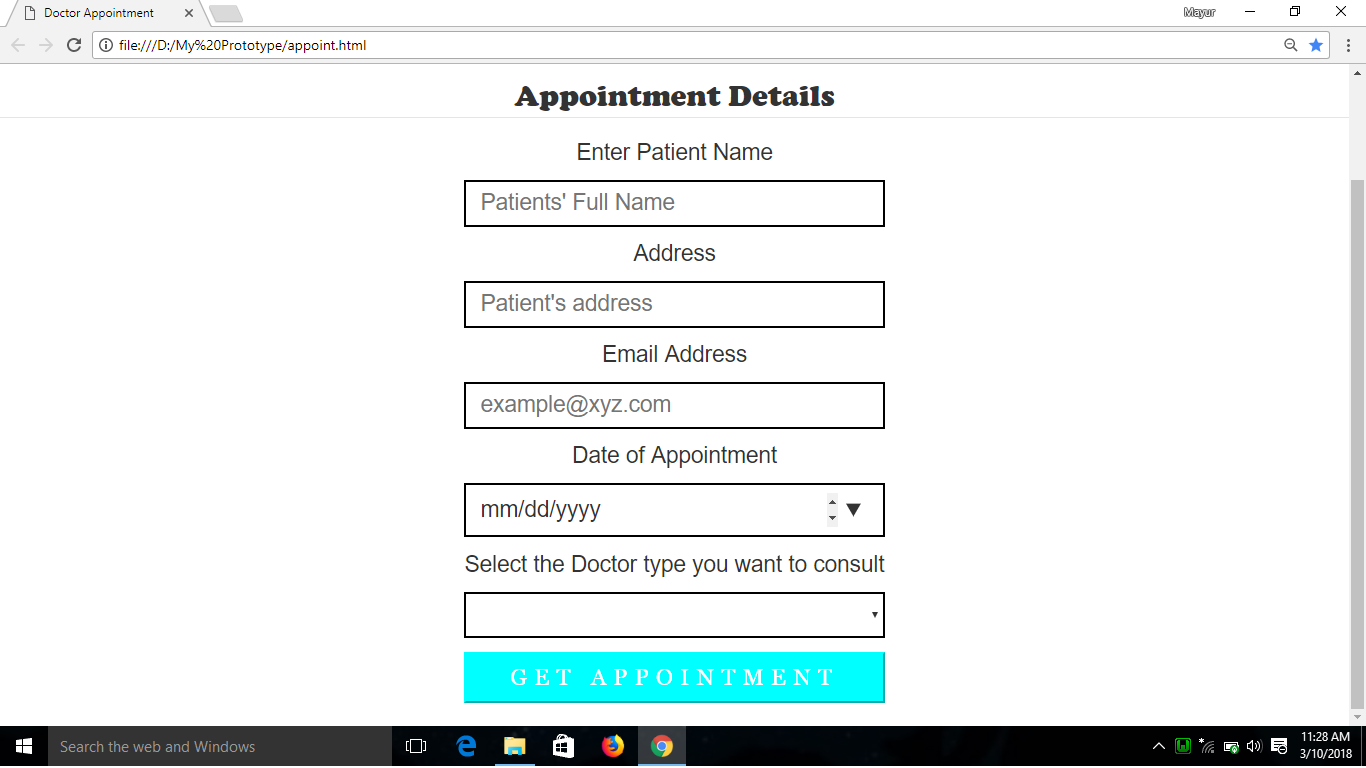 Doctor Appointment
Mayur
file:///D:/My%20Prototype/appoint.html
Appointment Details
Enter Patient Name
Patients' Full Name
Address
Patient's address
Email Address
example@xyz.com
Date of Appointment
mm/dd/yyyy
Select the Doctor type you want to consult
GET APPOINTMENT
Search the web and Windows
11:28 AM
3/10/2018